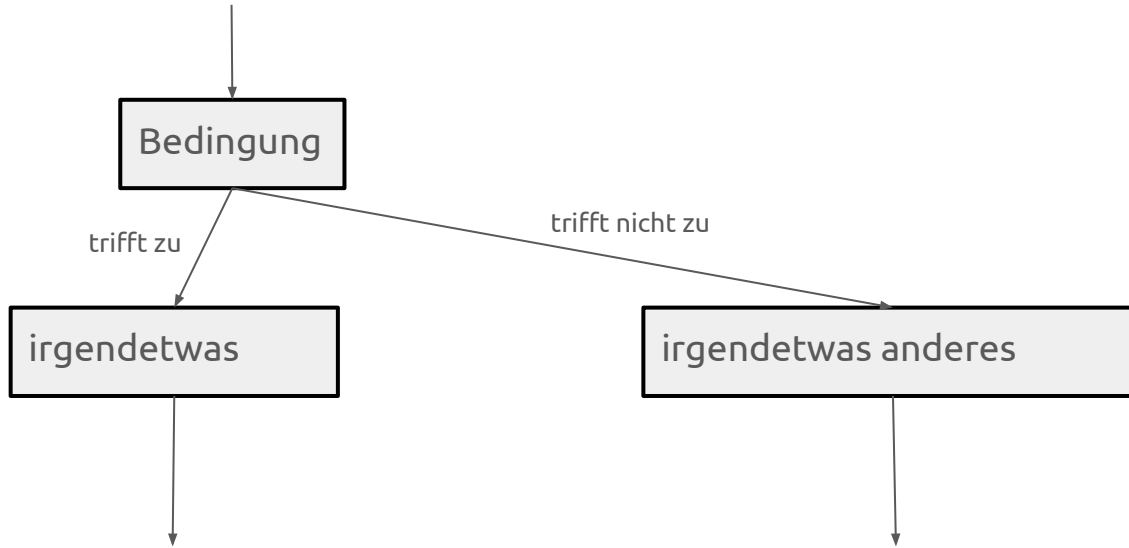 Bedingung
trifft zu
trifft nicht zu
irgendetwas
irgendetwas anderes